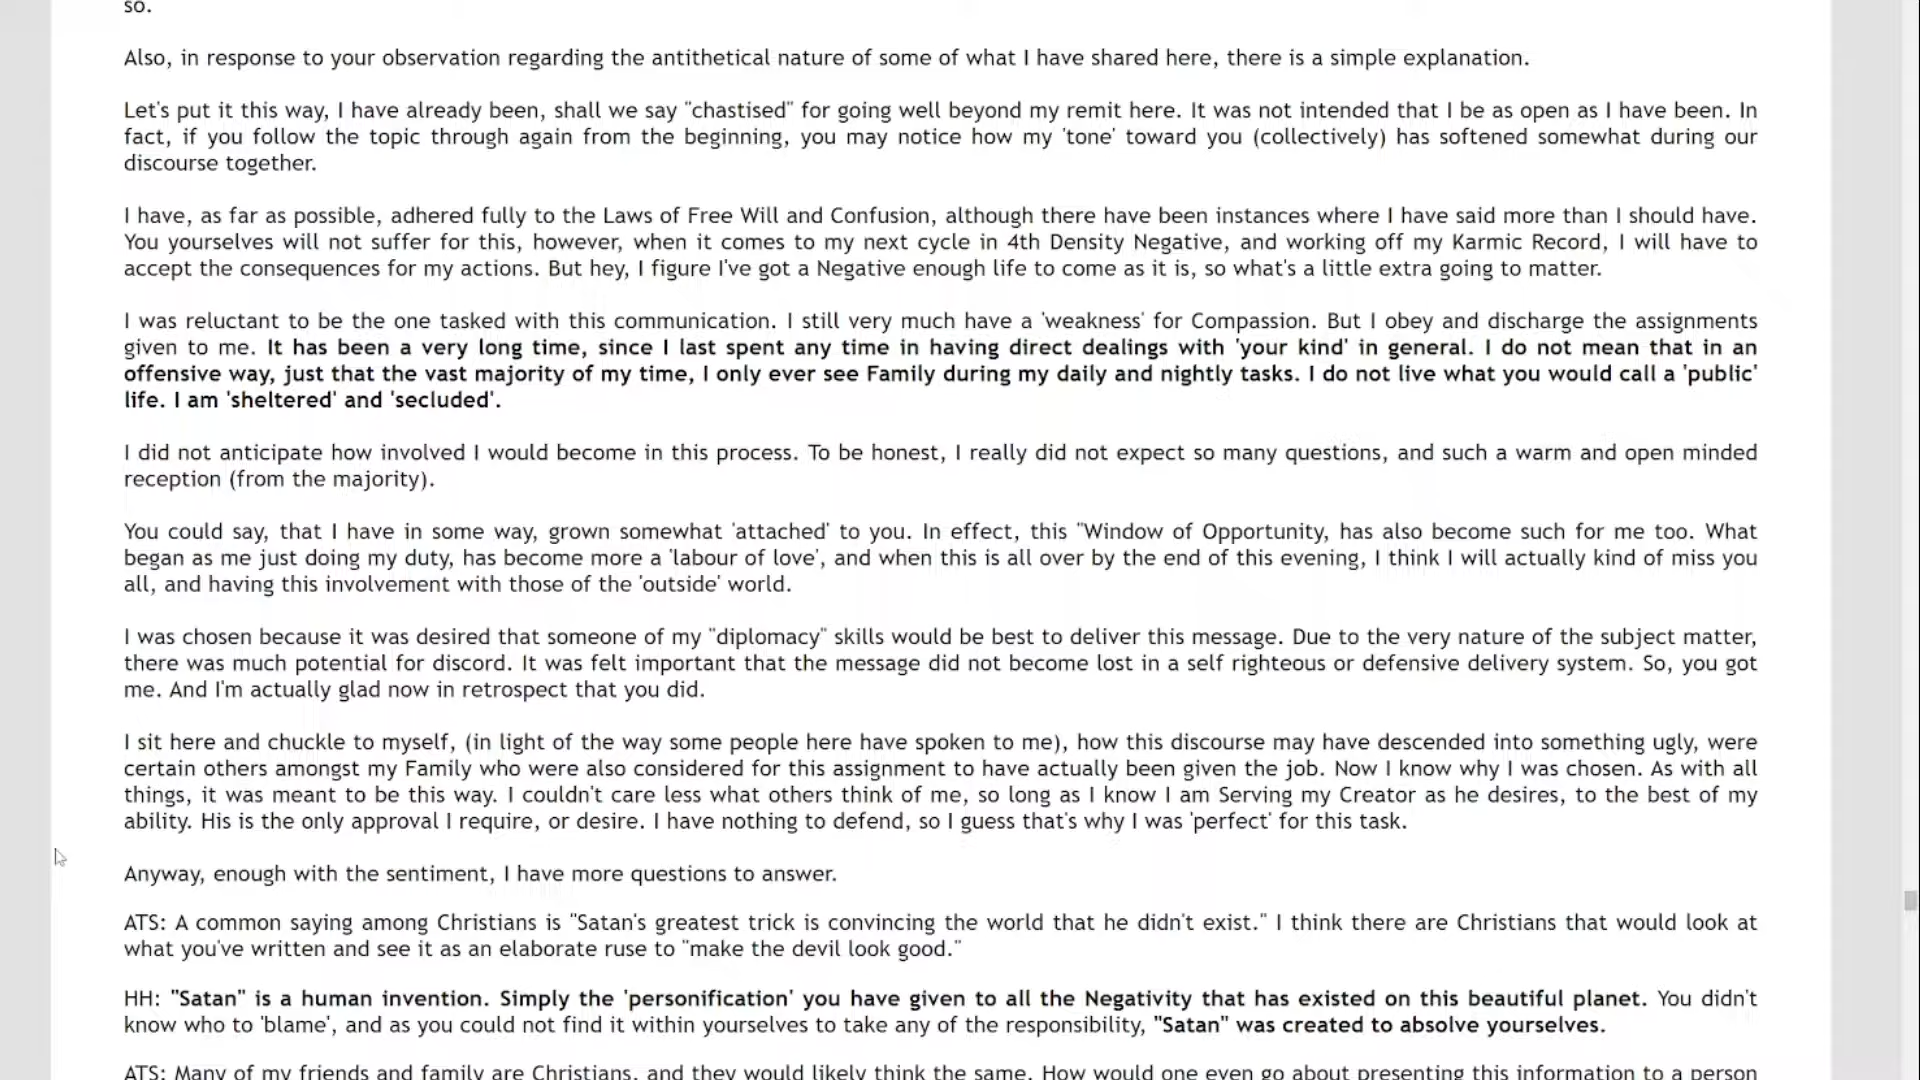 so.
Also, in response to your observation regarding the antithetical nature of some of what I have shared here, there is a simple explanation.
Let's put it this way, I have already been, shall we say "chastised" for going well beyond my remit here. It was not intended that I be as open as I have been. In
fact, if you follow the topic through again from the beginning, you may notice how my 'tone' toward you (collectively) has softened somewhat during our
discourse together.
I have, as far as possible, adhered fully to the Laws of Free Will and Confusion, although there have been instances where I have said more than I should have.
You yourselves will not suffer for this, however, when it comes to my next cycle in 4th Density Negative, and working off my Karmic Record, I will have to
accept the consequences for my actions. But hey, I figure I've got a Negative enough life to come as it is, so what's a little extra going to matter.
I was reluctant to be the one tasked with this communication. I still very much have a 'weakness' for Compassion. But I obey and discharge the assignments
given to me. It has been a very long time, since I last spent any time in having direct dealings with 'your kind' in general. I do not mean that in an
offensive way, just that the vast majority of my time, I only ever see Family during my daily and nightly tasks. I do not live what you would call a 'public'
life. I am 'sheltered' and 'secluded'.
I did not anticipate how involved I would become in this process. To be honest, I really did not expect so many questions, and such a warm and open minded
reception (from the majority).
You could say, that I have in some way, grown somewhat 'attached' to you. In effect, this "Window of Opportunity, has also become such for me too. What
began as me just doing my duty, has become more a 'labour of love', and when this is all over by the end of this evening, I think I will actually kind of miss you
all, and having this involvement with those of the 'outside' world.
I was chosen because it was desired that someone of my "diplomacy" skills would be best to deliver this message. Due to the very nature of the subject matter,
there was much potential for discord. It was felt important that the message did not become lost in a self righteous or defensive delivery system. So, you got
me. And I'm actually glad now in retrospect that you did.
I sit here and chuckle to myself, (in light of the way some people here have spoken to me), how this discourse may have descended into something ugly, were
certain others amongst my Family who were also considered for this assignment to have actually been given the job. Now I know why I was chosen. As with all
things, it was meant to be this way. I couldn't care less what others think of me, so long as I know I am Serving my Creator as he desires, to the best of my
ability. His is the only approval I require, or desire. I have nothing to defend, so I guess that's why I was 'perfect' for this task.
Anyway, enough with the sentiment, I have more questions to answer.
ATS: A common saying among Christians is "Satan's greatest trick is convincing the world that he didn't exist." I think there are Christians that would look at
what you've written and see it as an elaborate ruse to "make the devil look good."
HH: "Satan" is a human invention. Simply the 'personification' you have given to all the Negativity that has existed on this beautiful planet. You didn't
know who to 'blame', and as you could not find it within yourselves to take any of the responsibility, "Satan" was created to absolve yourselves.
ATS: Many of my friends and family are Christians, and they would likely think the same. How would one even go about presenting this information to a person